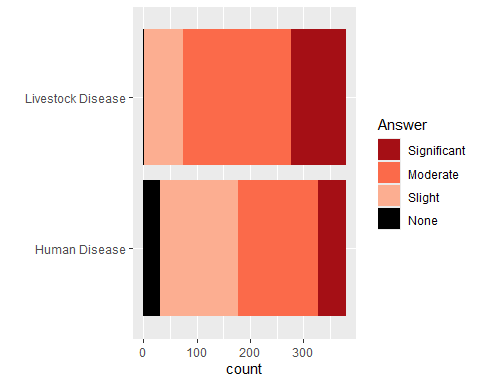 Livestock Disease
Human Disease
0
100
200
300
count
Answer
Significant
Moderate
Slight
None